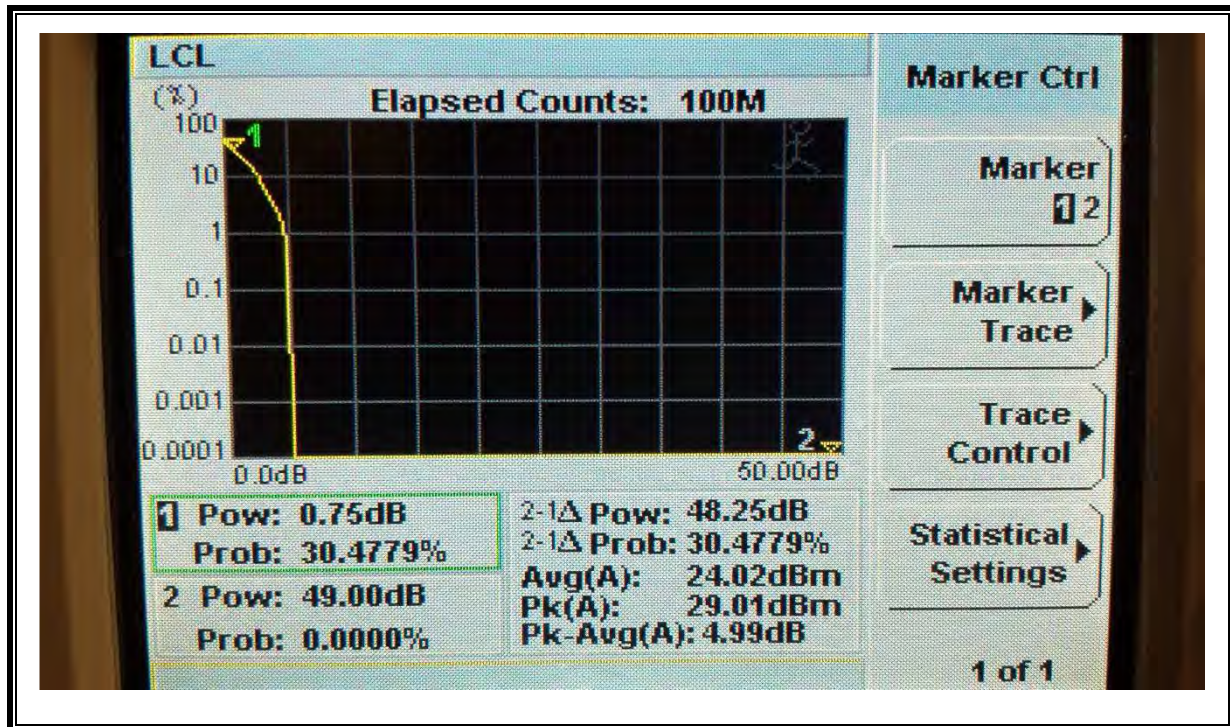 LCL
(%)
Elapsed Counts: 100M
100
1
10
1
0.1
0.01
0.001
0.0001
2
0.0dB
50.00dB
1 Pow: 0.75dB
Prob: 30.4779%
2 Pow: 49.00dB
Prob: 0.0000%
2-1Δ Pow: 48.25dB
2-1Δ Prob: 30.4779%
Avg(A): 24.02dBm
Pk(A): 29.01dBm
Pk-Avg(A): 4.99dB
Marker Ctrl
Marker
1 2
Marker
Trace
Trace
Control
Statistical
Settings
1 of 1